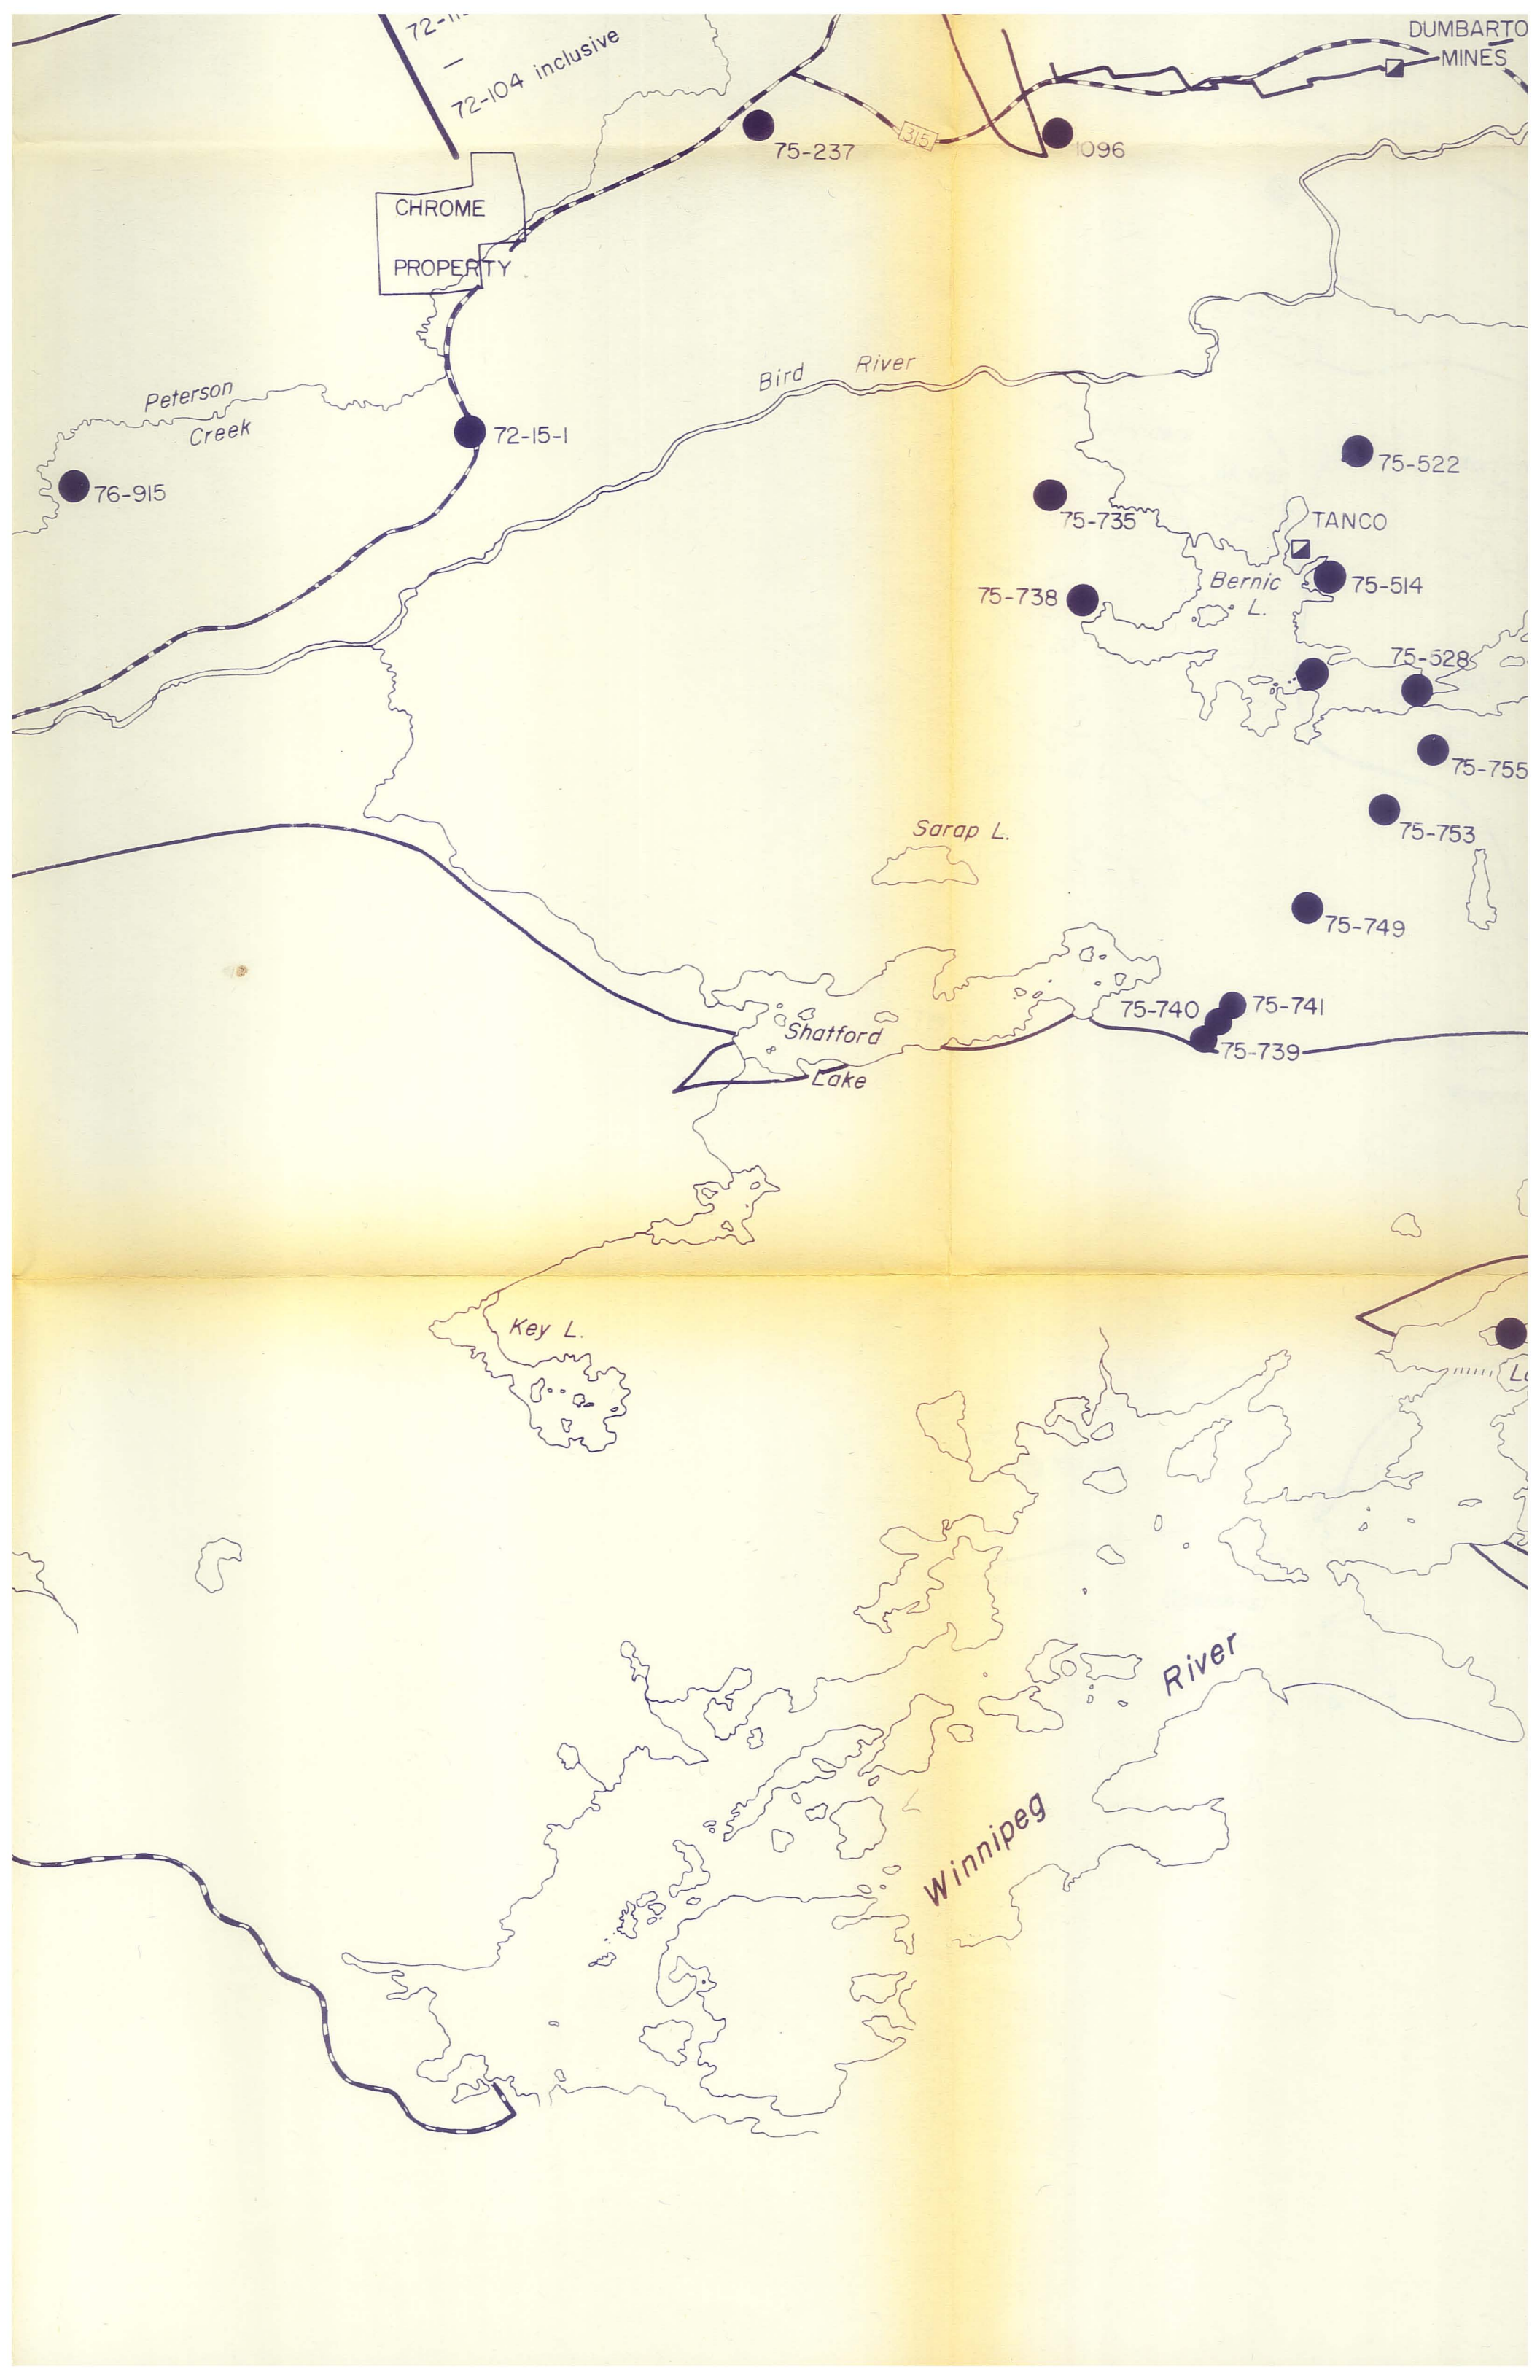 72-104 inclusive
DUMBARTO
MINES
75-237
315
1096
CHROME
PROPERTY
Bird River
Peterson
Creek
72-15-1
75-522
76-915
75-735
TANCO
Bernic
L.
75-514
75-738
75-528
75-755
75-753
Sarap L.
75-749
75-740
75-741
Shatford
75-739
Lake
Key L.
River
Winnipeg